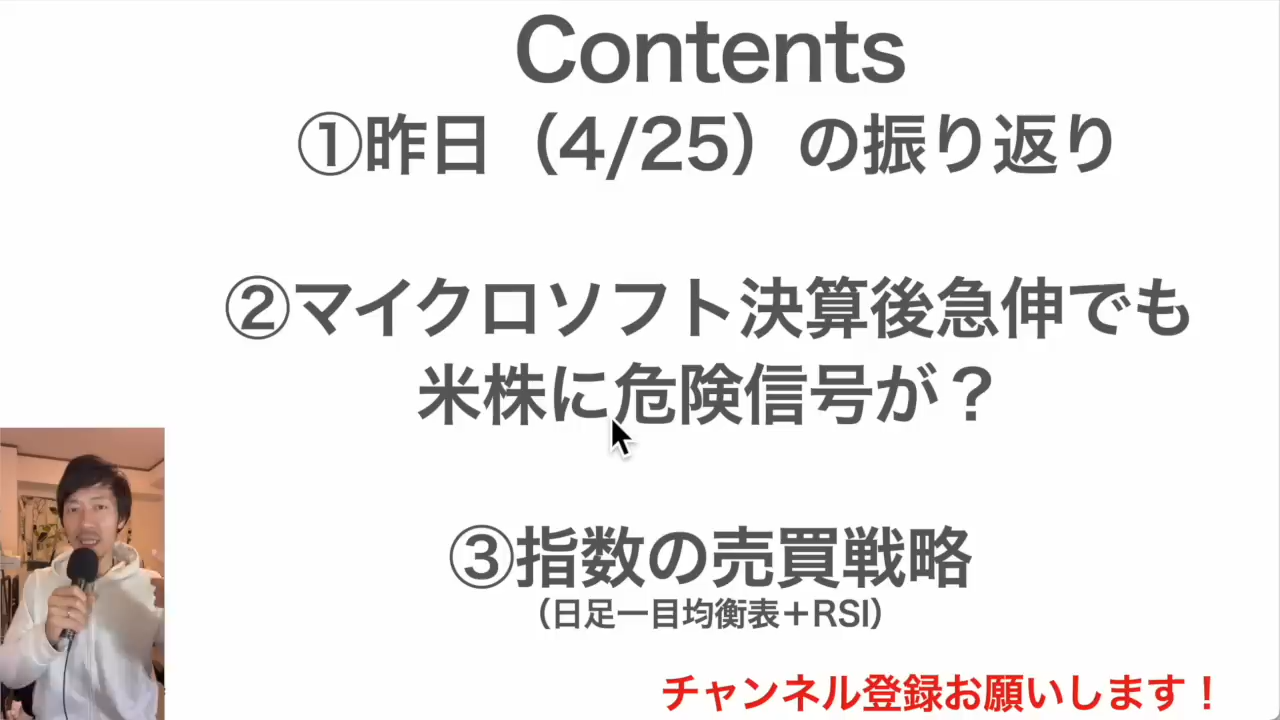 Contents
①昨日（4/25）の振り返り
②マイクロソフト決算後急伸でも
米株に危険信号が？
③指数の売買戦略
（日足一目均衡表＋RSI）
チャンネル登録お願いします！